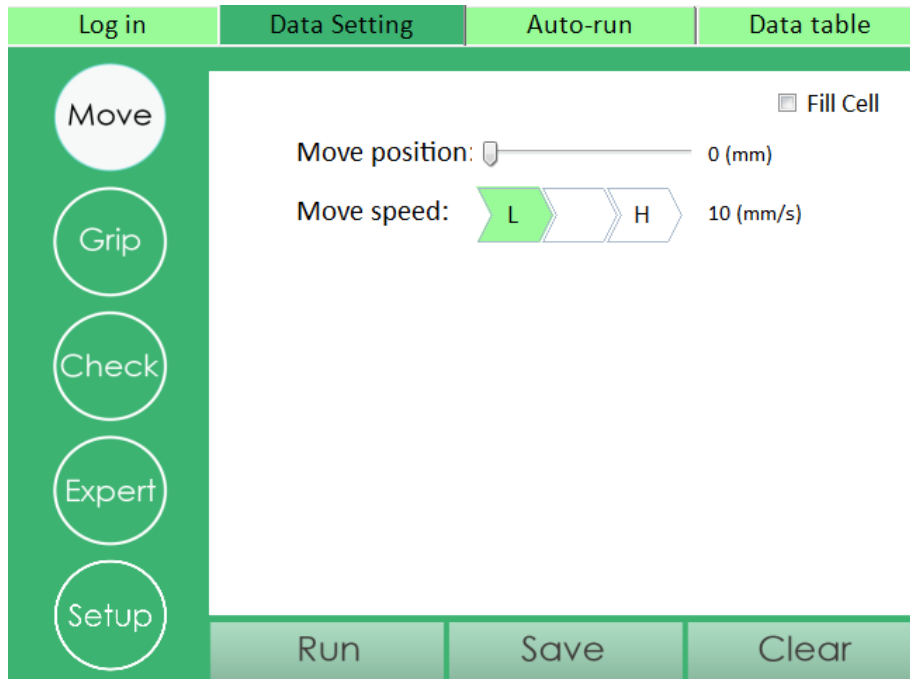 Log in Data Setting Auto-run Data table
Move
Fill Cell
Move position: 0 (mm)
Move speed: L H 10 (mm/s)
Grip
Check
Expert
Setup
Run Save Clear